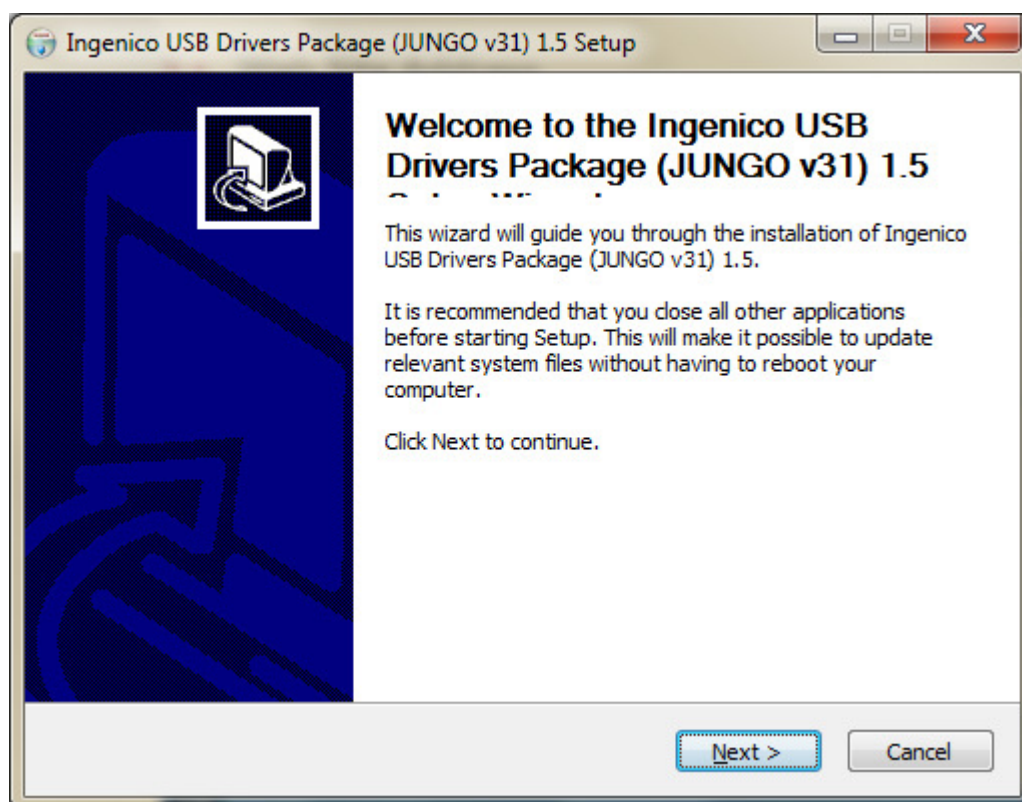 Ingenico USB Drivers Package (JUNGO v31) 1.5 Setup
Welcome to the Ingenico USB
Drivers Package (JUNGO v31) 1.5
This wizard will guide you through the installation of Ingenico
USB Drivers Package (JUNGO v31) 1.5.
It is recommended that you close all other applications
before starting Setup. This will make it possible to update
relevant system files without having to reboot your
computer.
Click Next to continue.
Next >
Cancel